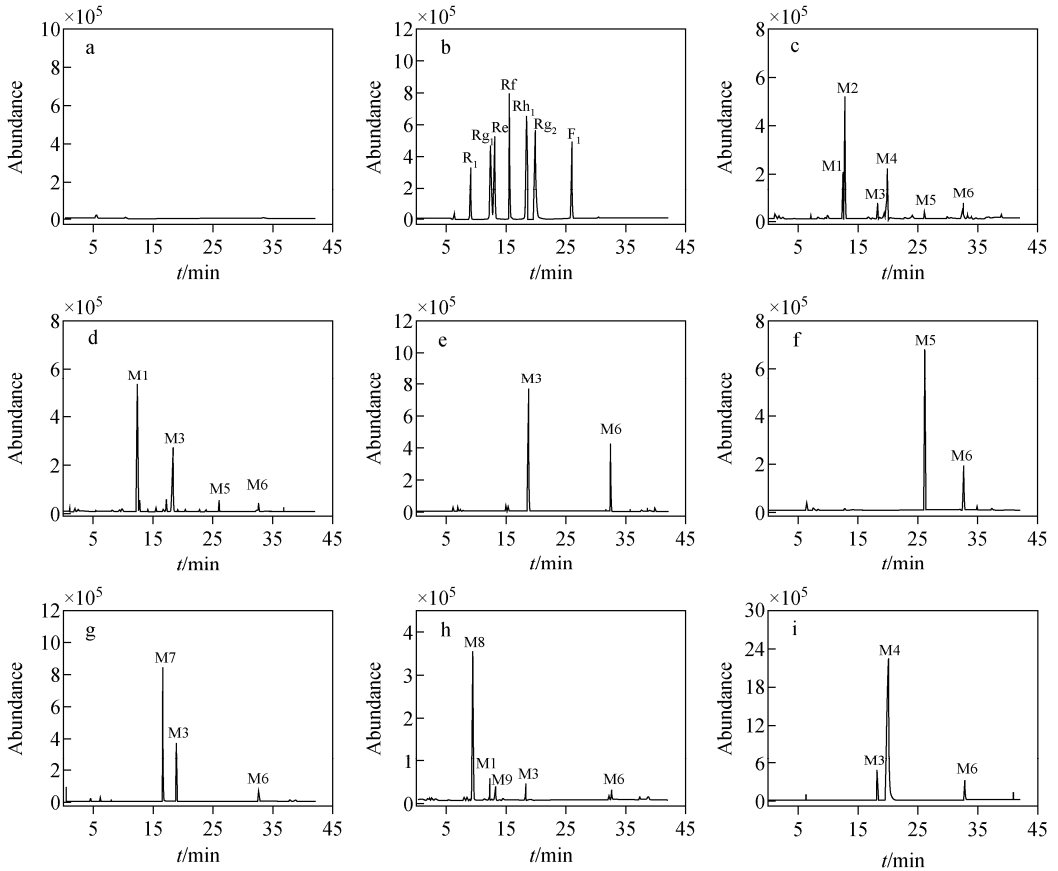 ×10⁵
10
8
6
4
2
0
a
Abundance
5 15 25 35 45
t/min
×10⁵
12
10
8
6
4
2
0
b
R₁
Rg₁
Re
Rf
Rh₁
Rg₂
F₁
Abundance
5 15 25 35 45
t/min
×10⁵
8
6
4
2
0
c
M1
M2
M3
M4
M5
M6
Abundance
5 15 25 35 45
t/min
×10⁵
8
6
4
2
0
d
M1
M3
M5
M6
Abundance
5 15 25 35 45
t/min
×10⁵
12
10
8
6
4
2
0
e
M3
M6
Abundance
5 15 25 35 45
t/min
×10⁵
8
6
4
2
0
f
M5
M6
Abundance
5 15 25 35 45
t/min
×10⁵
12
10
8
6
4
2
0
g
M7
M3
M6
Abundance
5 15 25 35 45
t/min
×10⁵
4
3
2
1
0
h
M8
M1
M9
M3
M6
Abundance
5 15 25 35 45
t/min
×10⁵
30
24
18
12
6
0
i
M3
M4
M6
Abundance
5 15 25 35 45
t/min